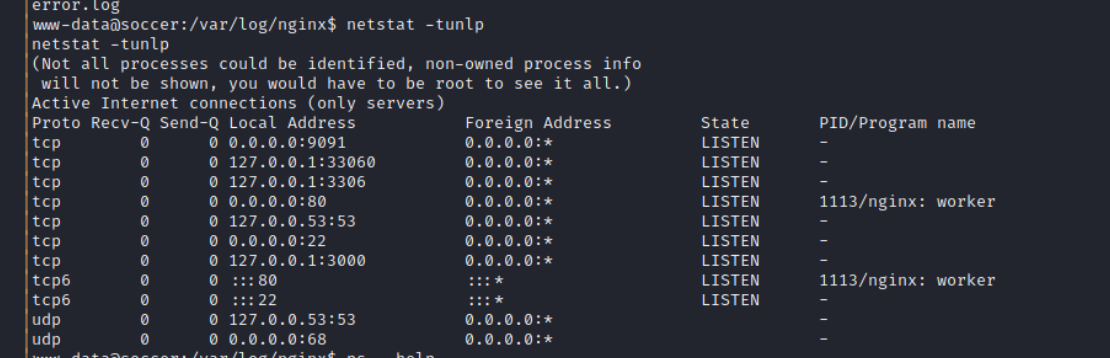 error.log
www-data@soccer:/var/log/nginx$ netstat -tunlp
netstat -tunlp
(Not all processes could be identified, non-owned process info
 will not be shown, you would have to be root to see it all.)
Active Internet connections (only servers)
Proto Recv-Q Send-Q Local Address           Foreign Address         State       PID/Program name
tcp        0      0 0.0.0.0:9091            0.0.0.0:*               LISTEN      -
tcp        0      0 127.0.0.1:33060         0.0.0.0:*               LISTEN      -
tcp        0      0 127.0.0.1:3306          0.0.0.0:*               LISTEN      -
tcp        0      0 0.0.0.0:80              0.0.0.0:*               LISTEN      1113/nginx: worker
tcp        0      0 127.0.0.53:53           0.0.0.0:*               LISTEN      -
tcp        0      0 0.0.0.0:22              0.0.0.0:*               LISTEN      -
tcp        0      0 127.0.0.1:3000          0.0.0.0:*               LISTEN      -
tcp6       0      0 :::80                   :::*                    LISTEN      1113/nginx: worker
tcp6       0      0 :::22                   :::*                    LISTEN      -
udp        0      0 127.0.0.53:53           0.0.0.0:*                           -
udp        0      0 0.0.0.0:68              0.0.0.0:*                           -
www-data@soccer:/var/log/nginx$ ps --help